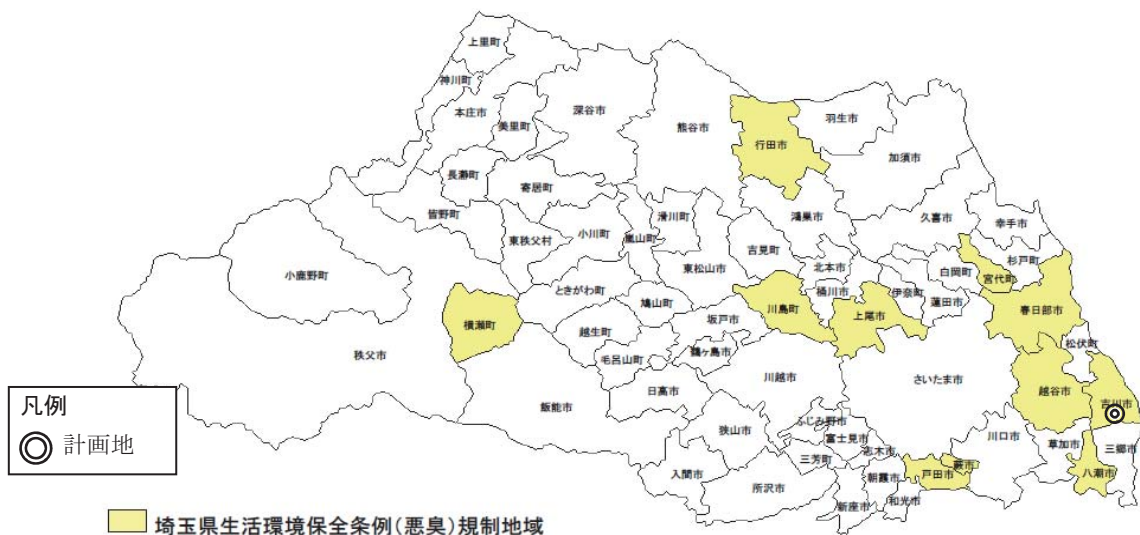 上里町
神川町
本庄市
美里町
深谷市
熊谷市
行田市
羽生市
加須市
長瀞町
寄居町
皆野町
東秩父村
小川町
嵐山町
滑川町
東松山市
吉見町
鴻巣市
北本市
桶川市
伊奈町
久喜市
幸手市
白岡町
蓮田市
宮代町
杉戸町
春日部市
小鹿野町
横瀬町
秩父市
ときがわ町
鳩山町
越生町
毛呂山町
坂戸市
鶴ヶ島市
川島町
上尾市
さいたま市
松伏町
越谷市
吉川市
日高市
飯能市
川越市
狭山市
入間市
所沢市
ふじみ野市
富士見市
三芳町
志木市
朝霞市
新座市
和光市
戸田市
蕨市
川口市
草加市
八潮市
三郷市
凡例
計画地
埼玉県生活環境保全条例(悪臭)規制地域